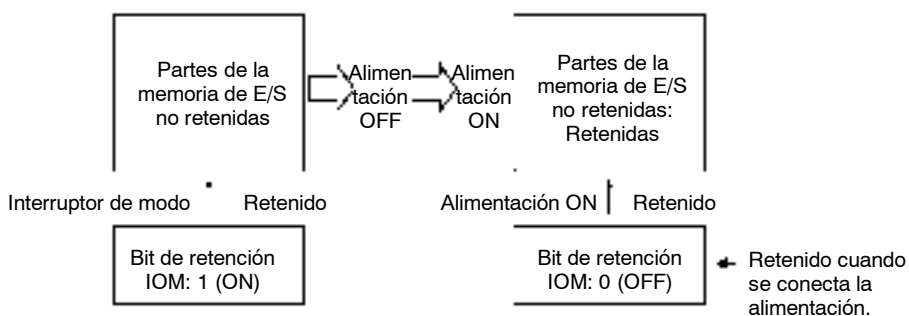 Partes de la
memoria de E/S
no retenidas
Alimen
tación
OFF
Alimen
tación
ON
Partes de la
memoria de E/S
no retenidas:
Retenidas
Interruptor de modo
Retenido
Alimentación ON
Retenido
Bit de retención
IOM: 1 (ON)
Bit de retención
IOM: 0 (OFF)
Retenido cuando
se conecta la
alimentación.